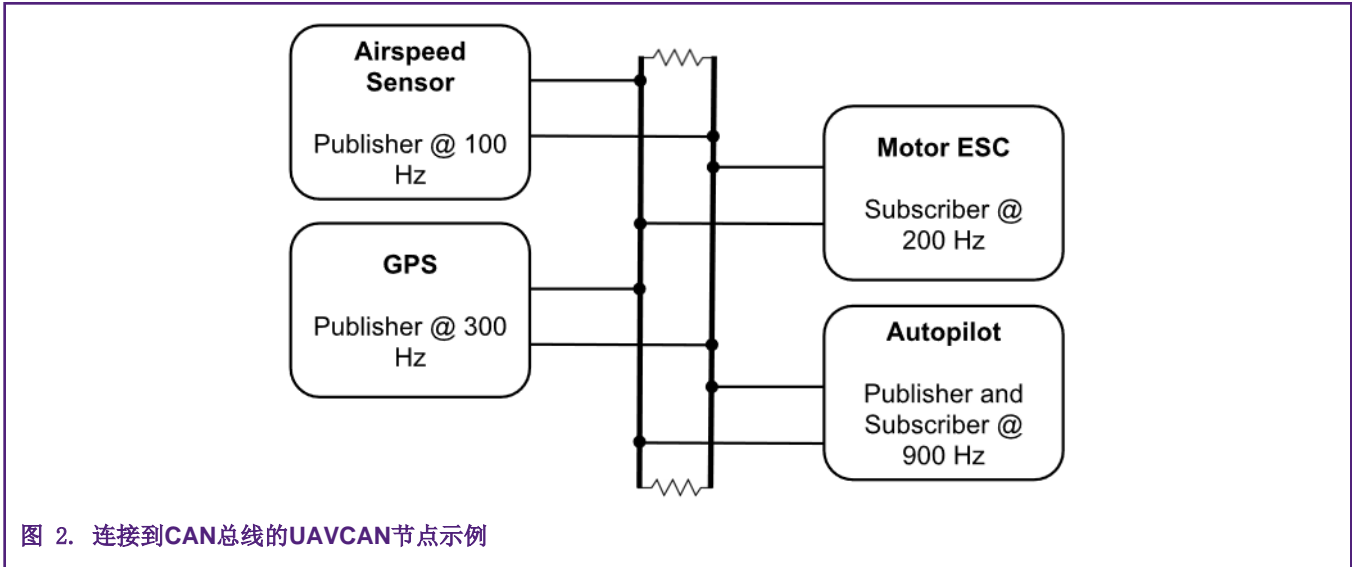 Airspeed
Sensor
Publisher @ 100
Hz
GPS
Publisher @ 300
Hz
Motor ESC
Subscriber @
200 Hz
Autopilot
Publisher and
Subscriber @
900 Hz
图 2. 连接到CAN总线的UAVCAN节点示例